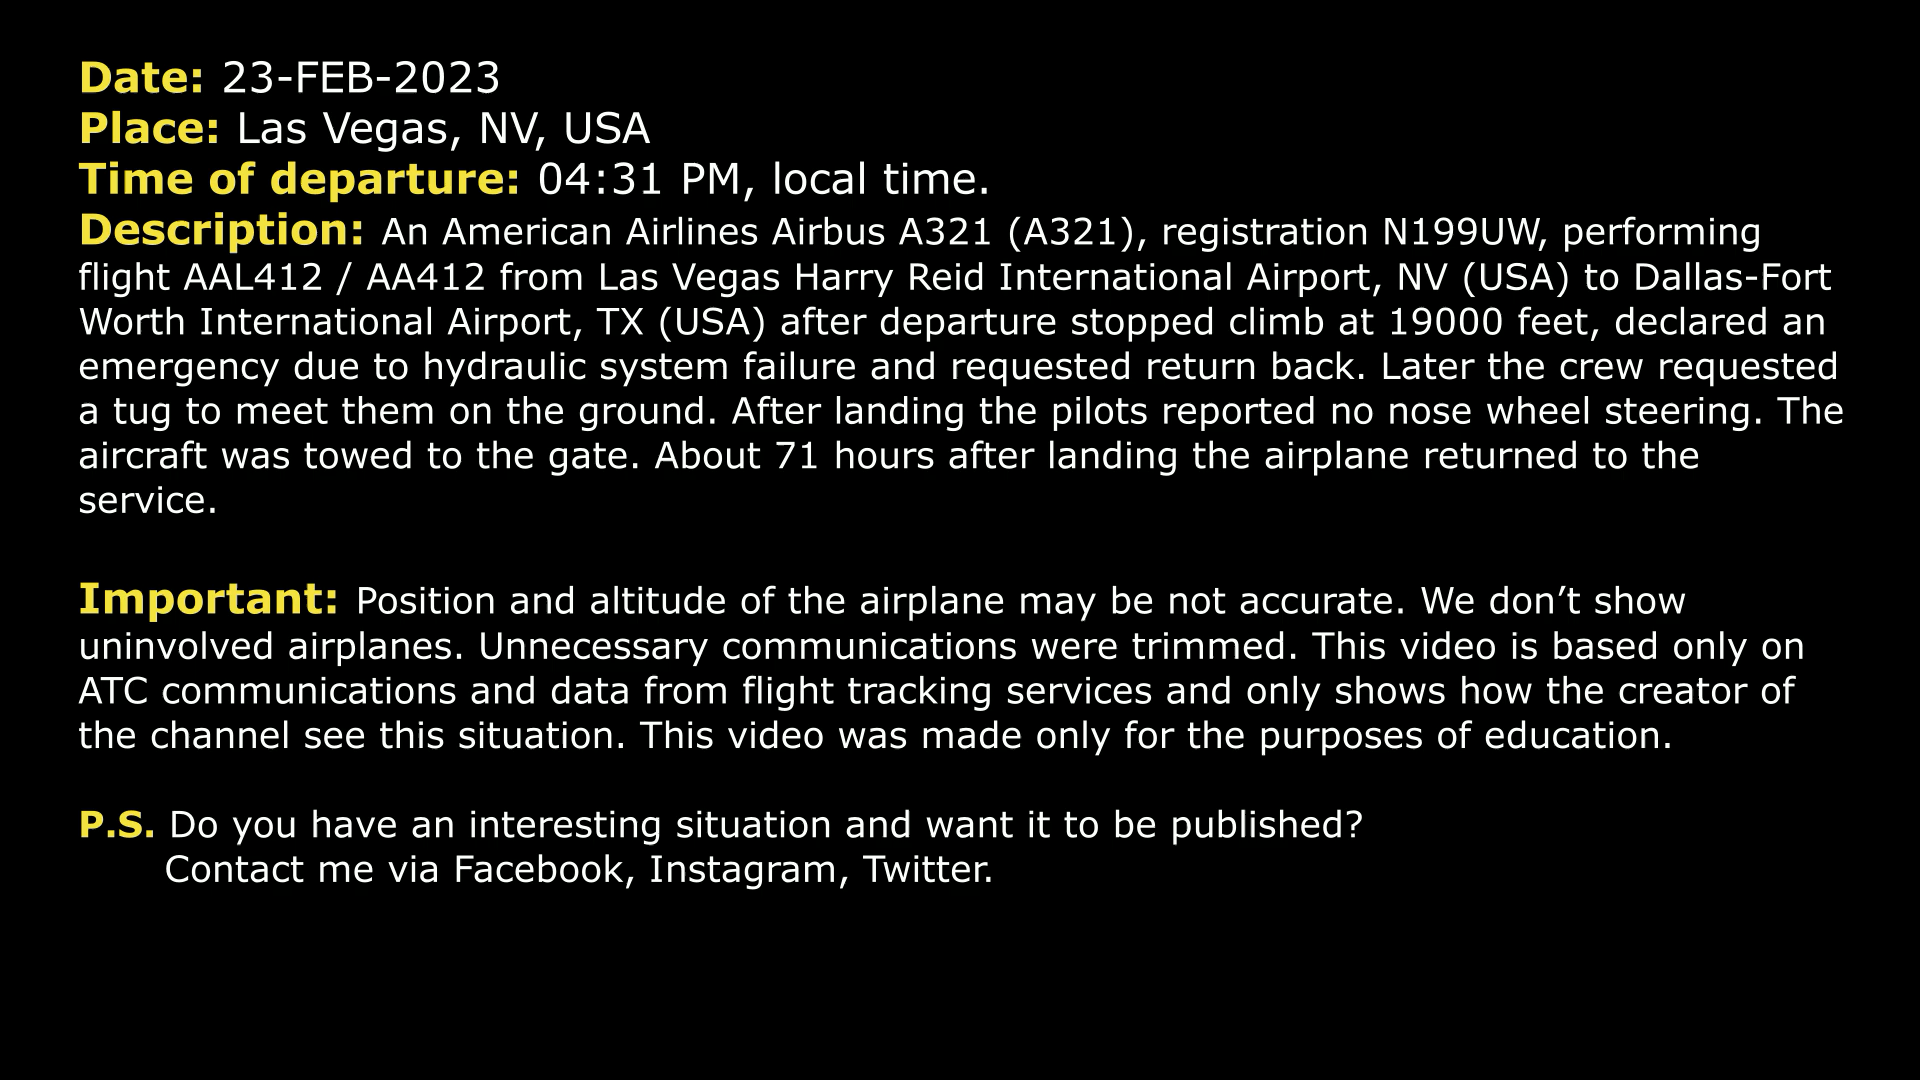 Date: 23-FEB-2023
Place: Las Vegas, NV, USA
Time of departure: 04:31 PM, local time.
Description: An American Airlines Airbus A321 (A321), registration N199UW, performing
flight AAL412 / AA412 from Las Vegas Harry Reid International Airport, NV (USA) to Dallas-Fort
Worth International Airport, TX (USA) after departure stopped climb at 19000 feet, declared an
emergency due to hydraulic system failure and requested return back. Later the crew requested
a tug to meet them on the ground. After landing the pilots reported no nose wheel steering. The
aircraft was towed to the gate. About 71 hours after landing the airplane returned to the
service.
Important: Position and altitude of the airplane may be not accurate. We don’t show
uninvolved airplanes. Unnecessary communications were trimmed. This video is based only on
ATC communications and data from flight tracking services and only shows how the creator of
the channel see this situation. This video was made only for the purposes of education.
P.S. Do you have an interesting situation and want it to be published?
Contact me via Facebook, Instagram, Twitter.